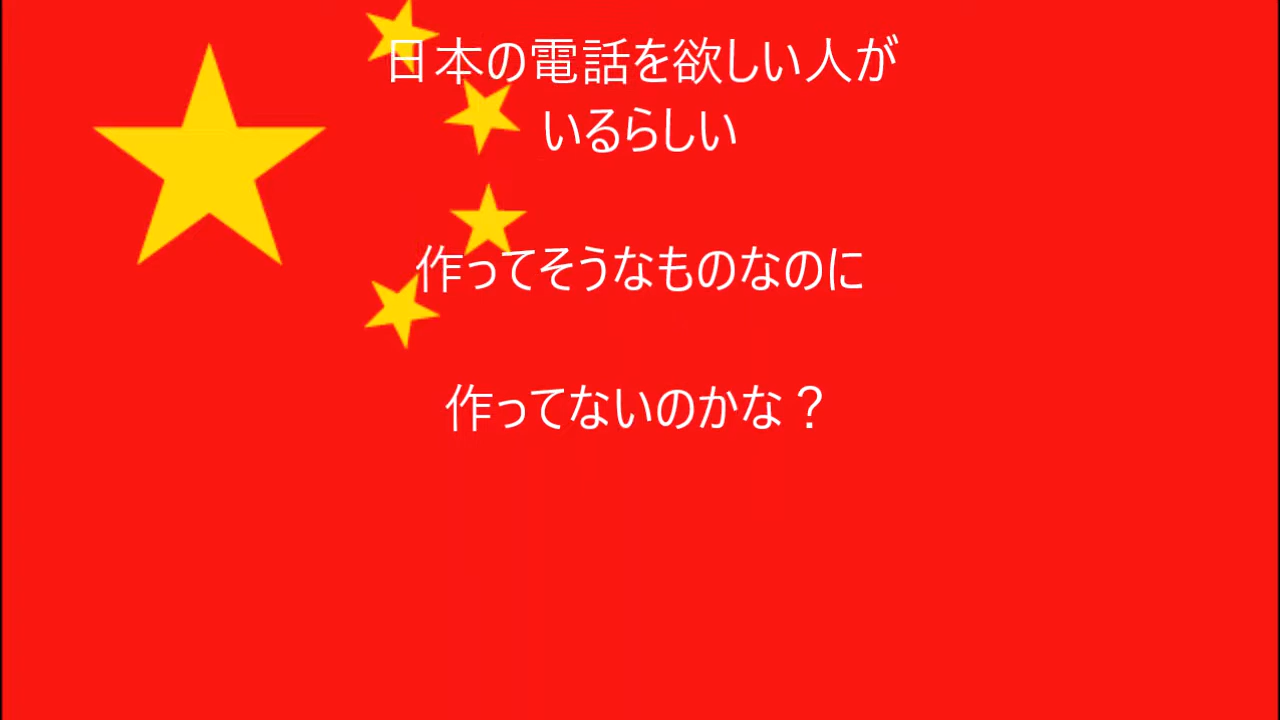 日本の電話を欲しい人が
いるらしい
作ってそうなものなのに
作ってないのかな？